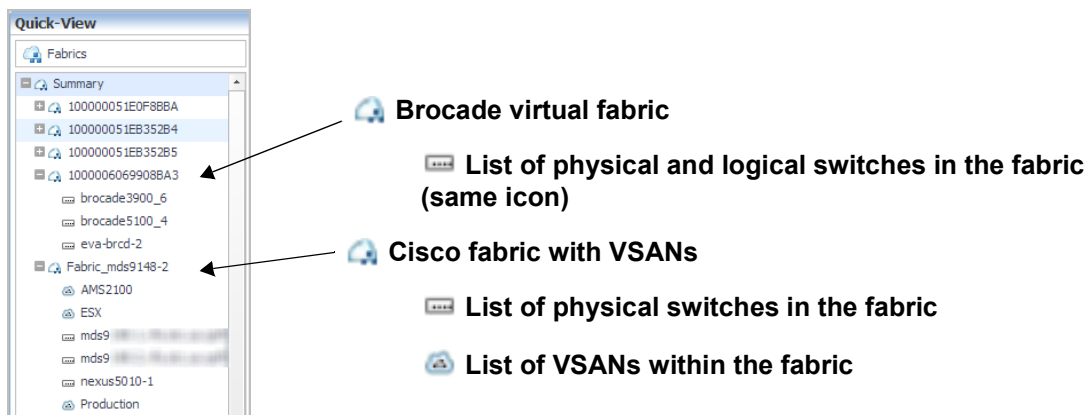 Quick-View
Fabrics
Summary
100000051E0F8BBA
100000051EB352B4
100000051EB352B5
1000006069908BA3
brocade3900_6
brocade5100_4
eva-brcd-2
Fabric_mds9148-2
AMS2100
ESX
mds9
mds9
nexus5010-1
Production
Brocade virtual fabric
List of physical and logical switches in the fabric
(same icon)
Cisco fabric with VSANs
List of physical switches in the fabric
List of VSANs within the fabric